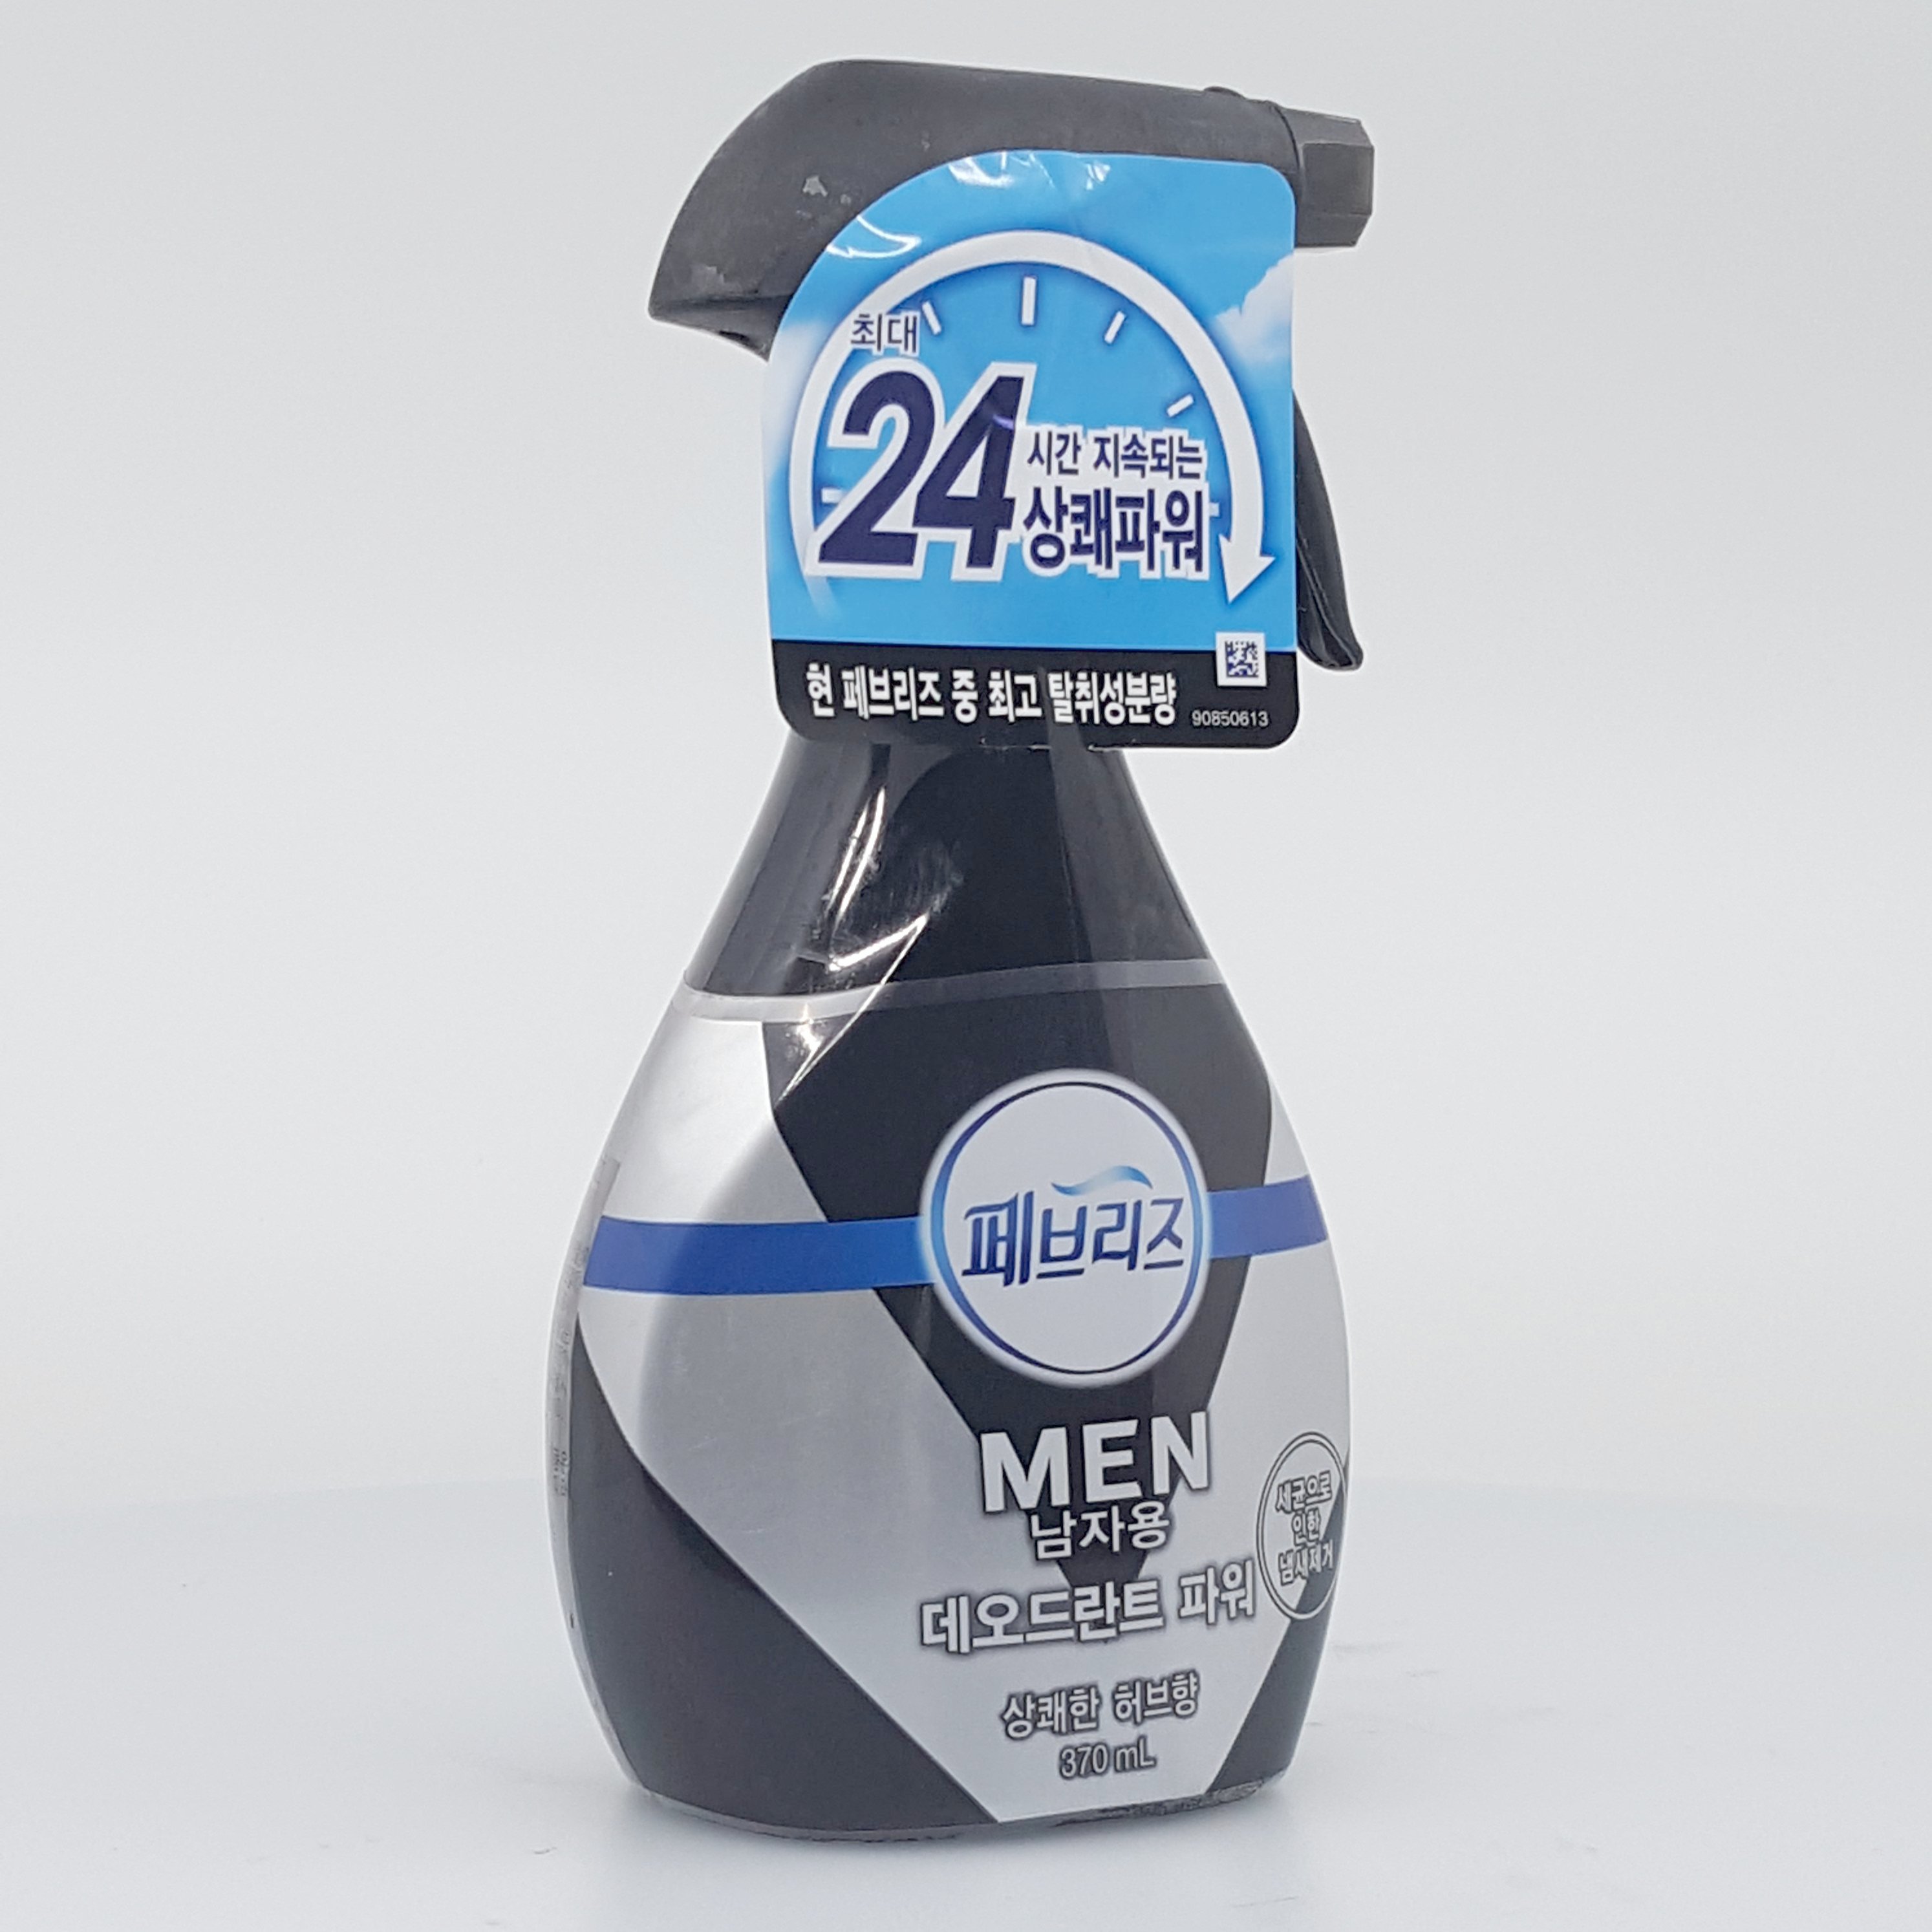 최대
24 시간 지속되는
상쾌파워
현 페브리즈 중 최고 탈취성분량
90850613
페브리즈
MEN
남자용
데오드란트 파워
세균으로
인한
냄새제거
상쾌한 허브향
370 mL